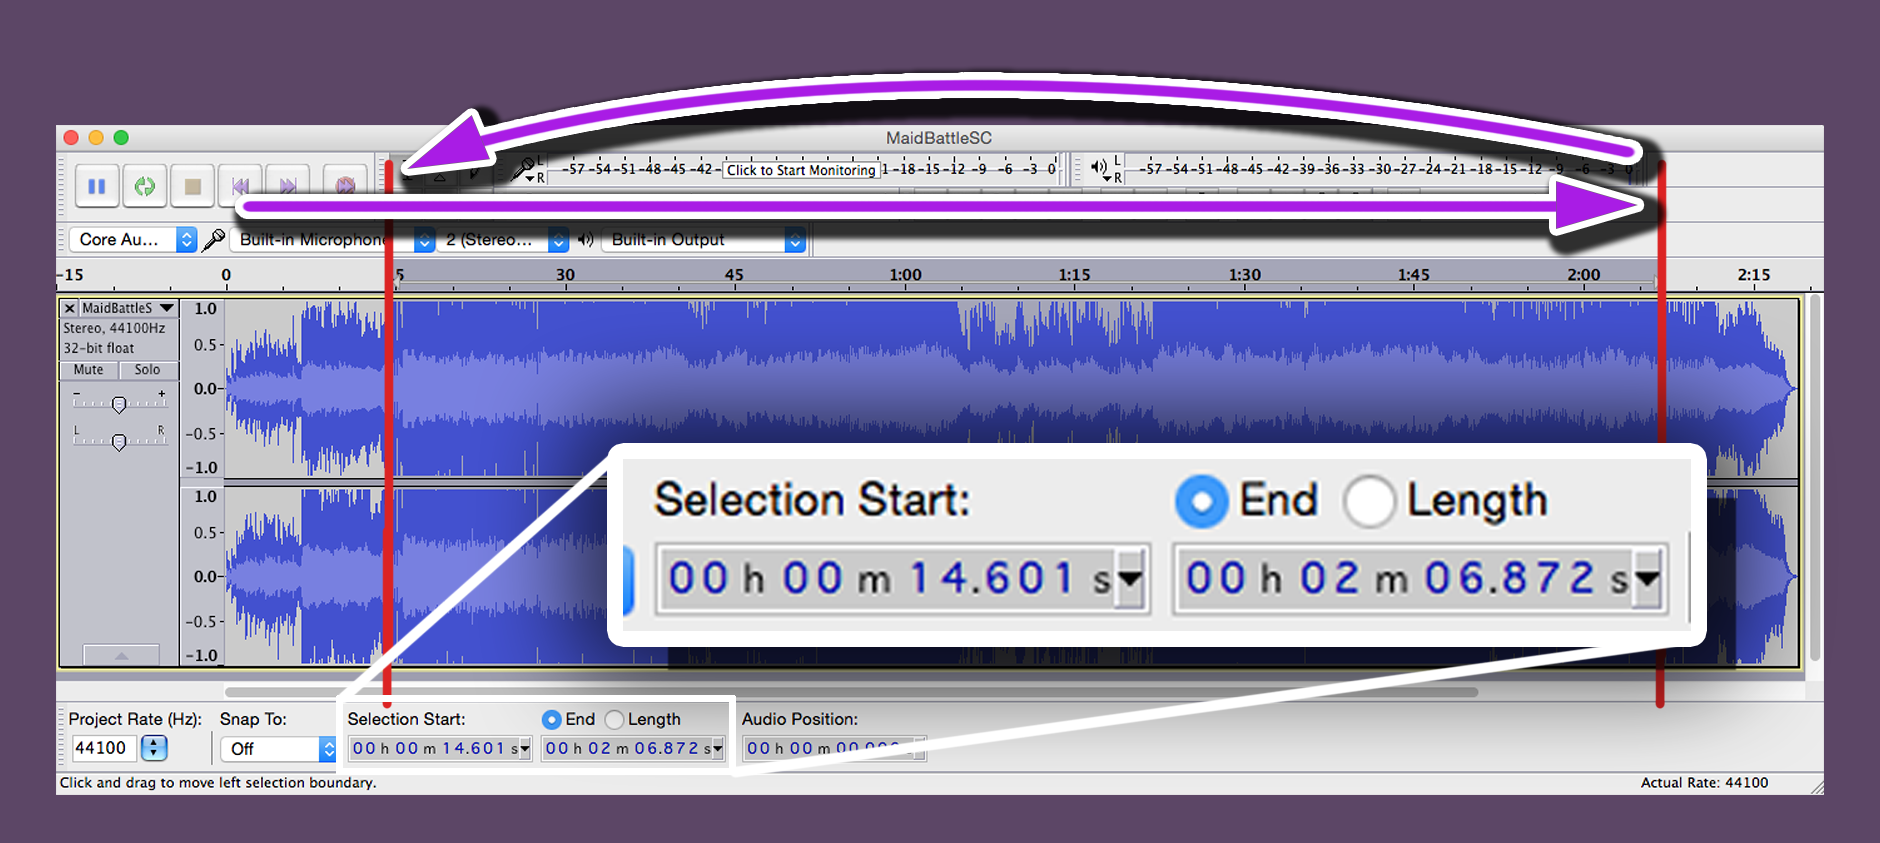 MaidBattleSC
L
R
-57 -54 -51 -48 -45 -42 - Click to Start Monitoring 1 -18 -15 -12 -9 -6 -3 0
L
R
-57 -54 -51 -48 -45 -42 -39 -36 -33 -30 -27 -24 -21 -18 -15 -12 -9 -6 -3 0
Core Au... Built-in Microphone 2 (Stereo... Built-in Output
-15 0 5 30 45 1:00 1:15 1:30 1:45 2:00 2:15
MaidBattleS
Stereo, 44100Hz
32-bit float
Mute Solo
- +
L R
1.0
0.5-
0.0-
-0.5-
-1.0
1.0
0.5-
0.0-
-0.5-
-1.0
Selection Start: End Length
00 h 00 m 14.601 s 00 h 02 m 06.872 s
Project Rate (Hz): Snap To: Selection Start: End Length Audio Position:
44100 Off 00 h 00 m 14.601 s 00 h 02 m 06.872 s 00 h 00 m
Click and drag to move left selection boundary. Actual Rate: 44100